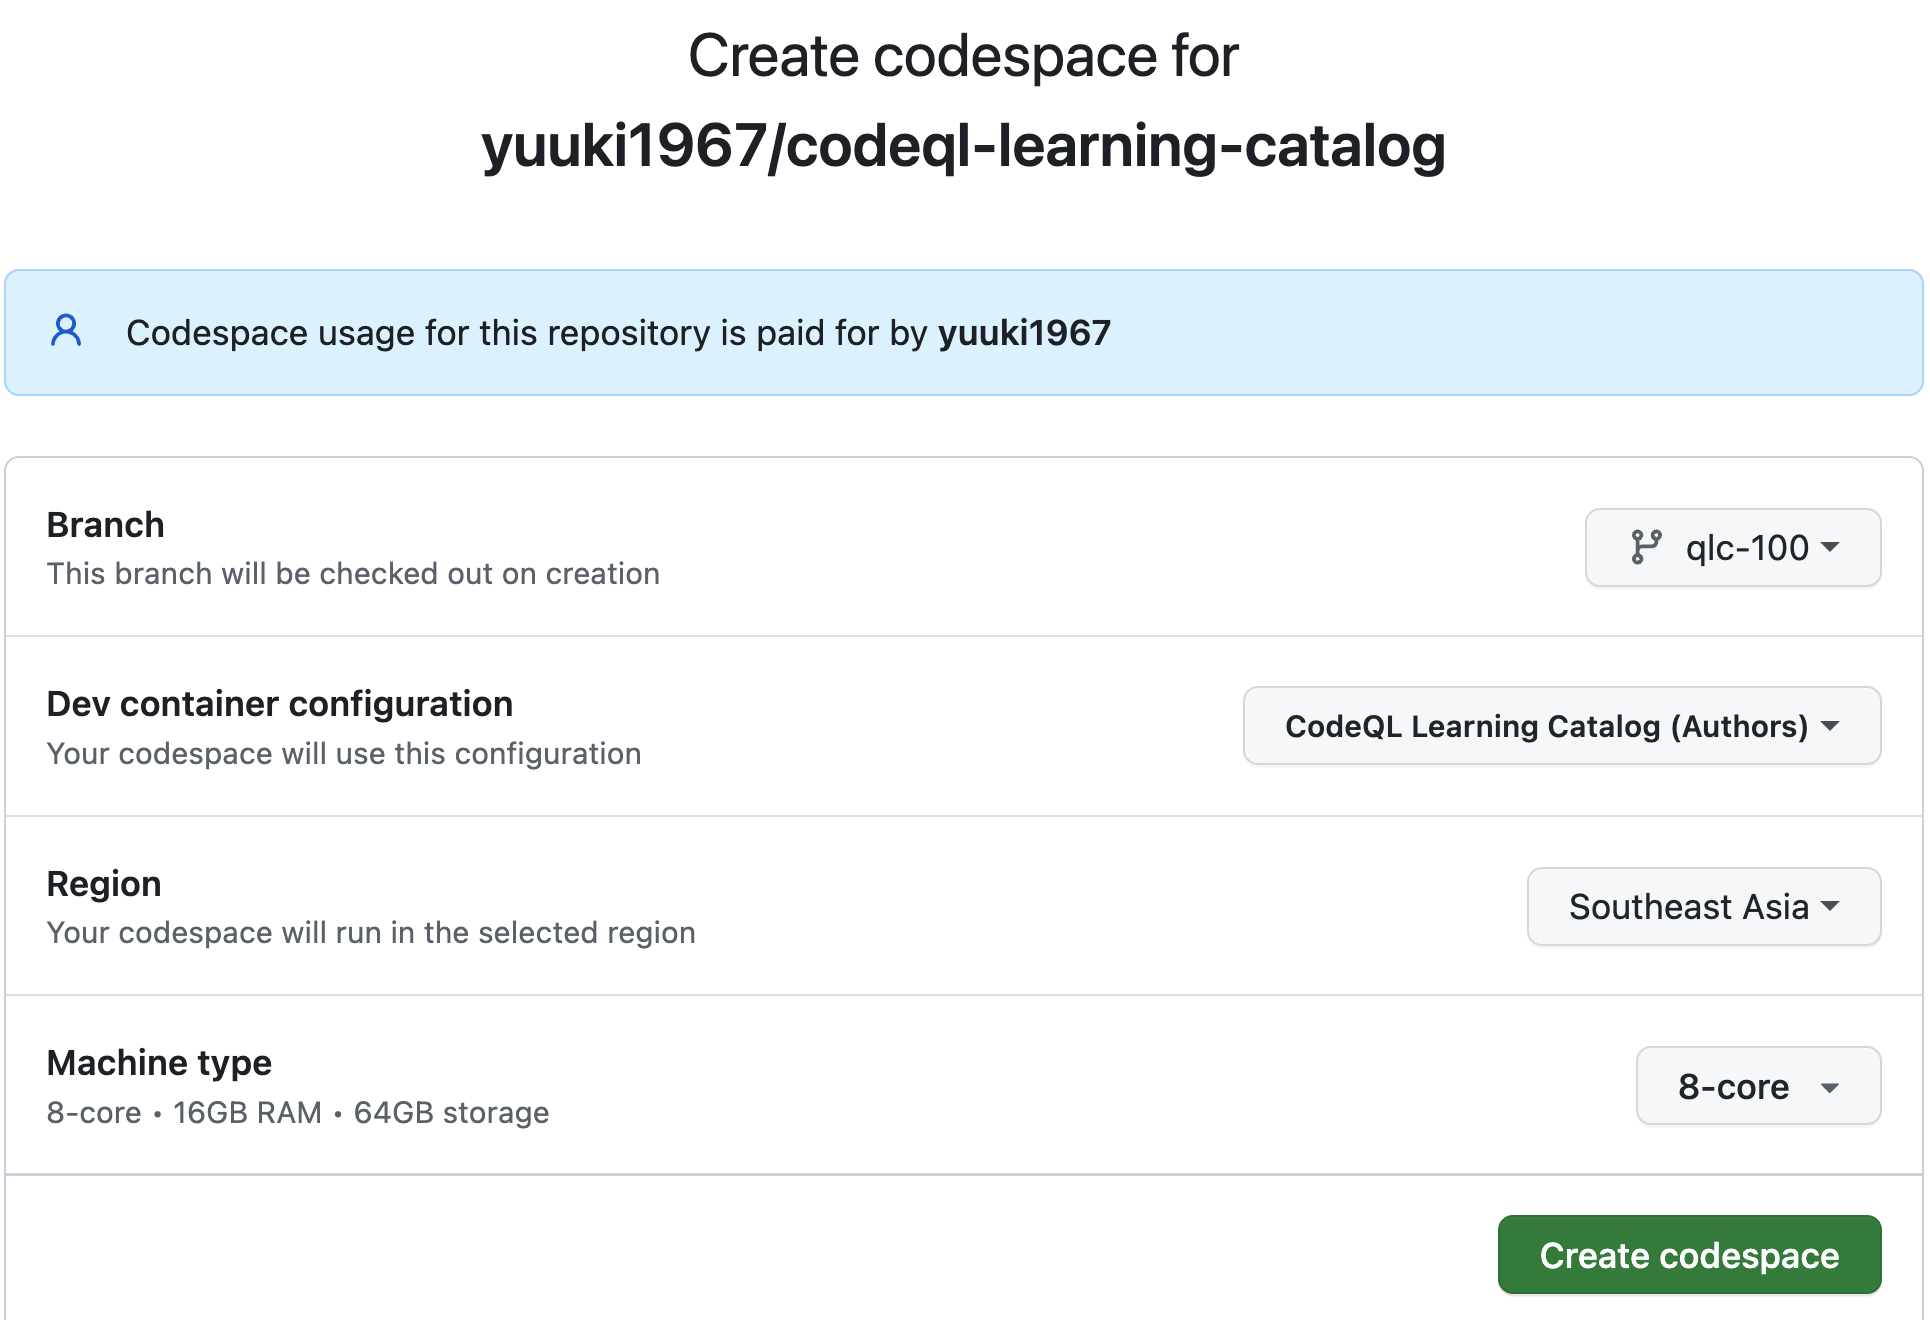 Create codespace for
yuuki1967/codeql-learning-catalog
Codespace usage for this repository is paid for by yuuki1967
Branch
This branch will be checked out on creation
qlc-100
Dev container configuration
Your codespace will use this configuration
CodeQL Learning Catalog (Authors)
Region
Your codespace will run in the selected region
Southeast Asia
Machine type
8-core • 16GB RAM • 64GB storage
8-core
Create codespace